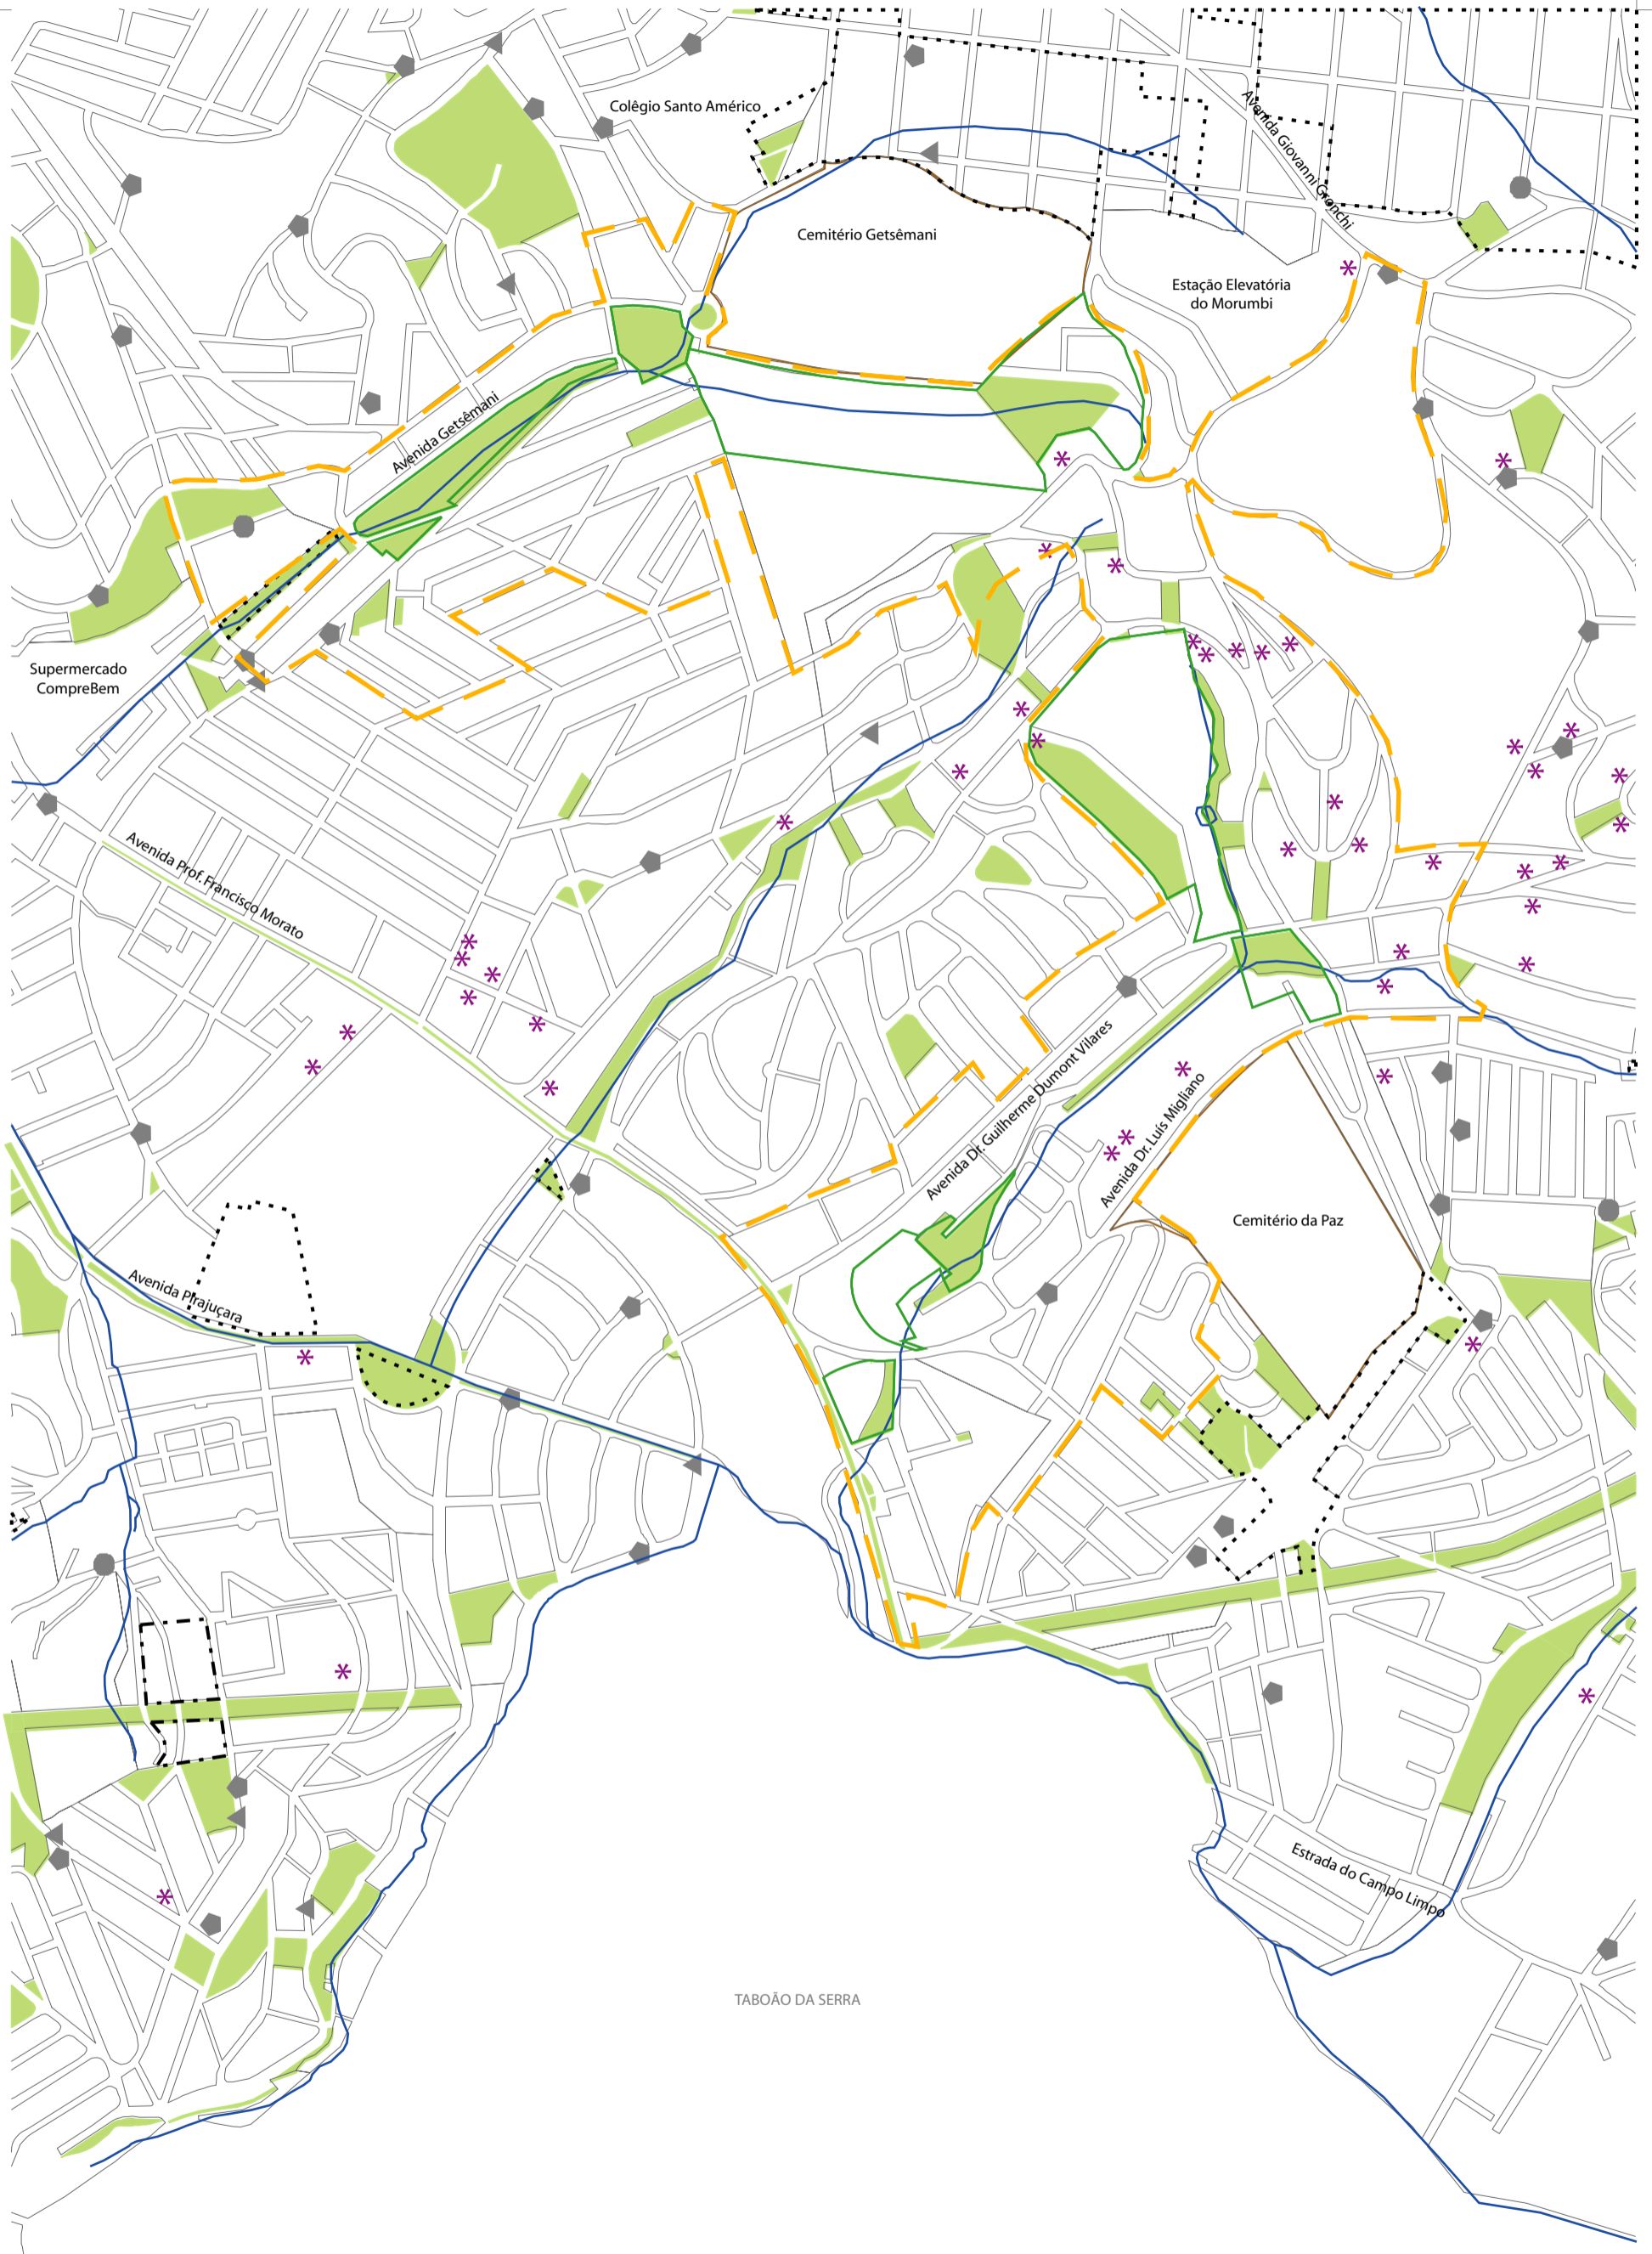 Colêgio Santo Américo
Avenida Giovanni Gronchi
Cemitério Getsêmani
Estação Elevatória
do Morumbi
Avenida Getsêmani
Supermercado
CompreBem
Avenida Prof. Francisco Morato
Avenida Dr. Guilherme Dumont Vilares
Avenida Dr. Luís Migliano
Cemitério da Paz
Avenida Pirajuçara
Estrada do Campo Limpo
TABOÃO DA SERRA